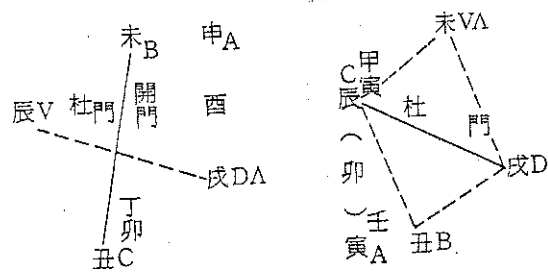 未B 申A
辰V 杜門 開門 酉
戌DΛ
丁卯
丑C
未VΛ
C甲寅
辰 杜門
(卯) 戌D
壬
寅A 丑B